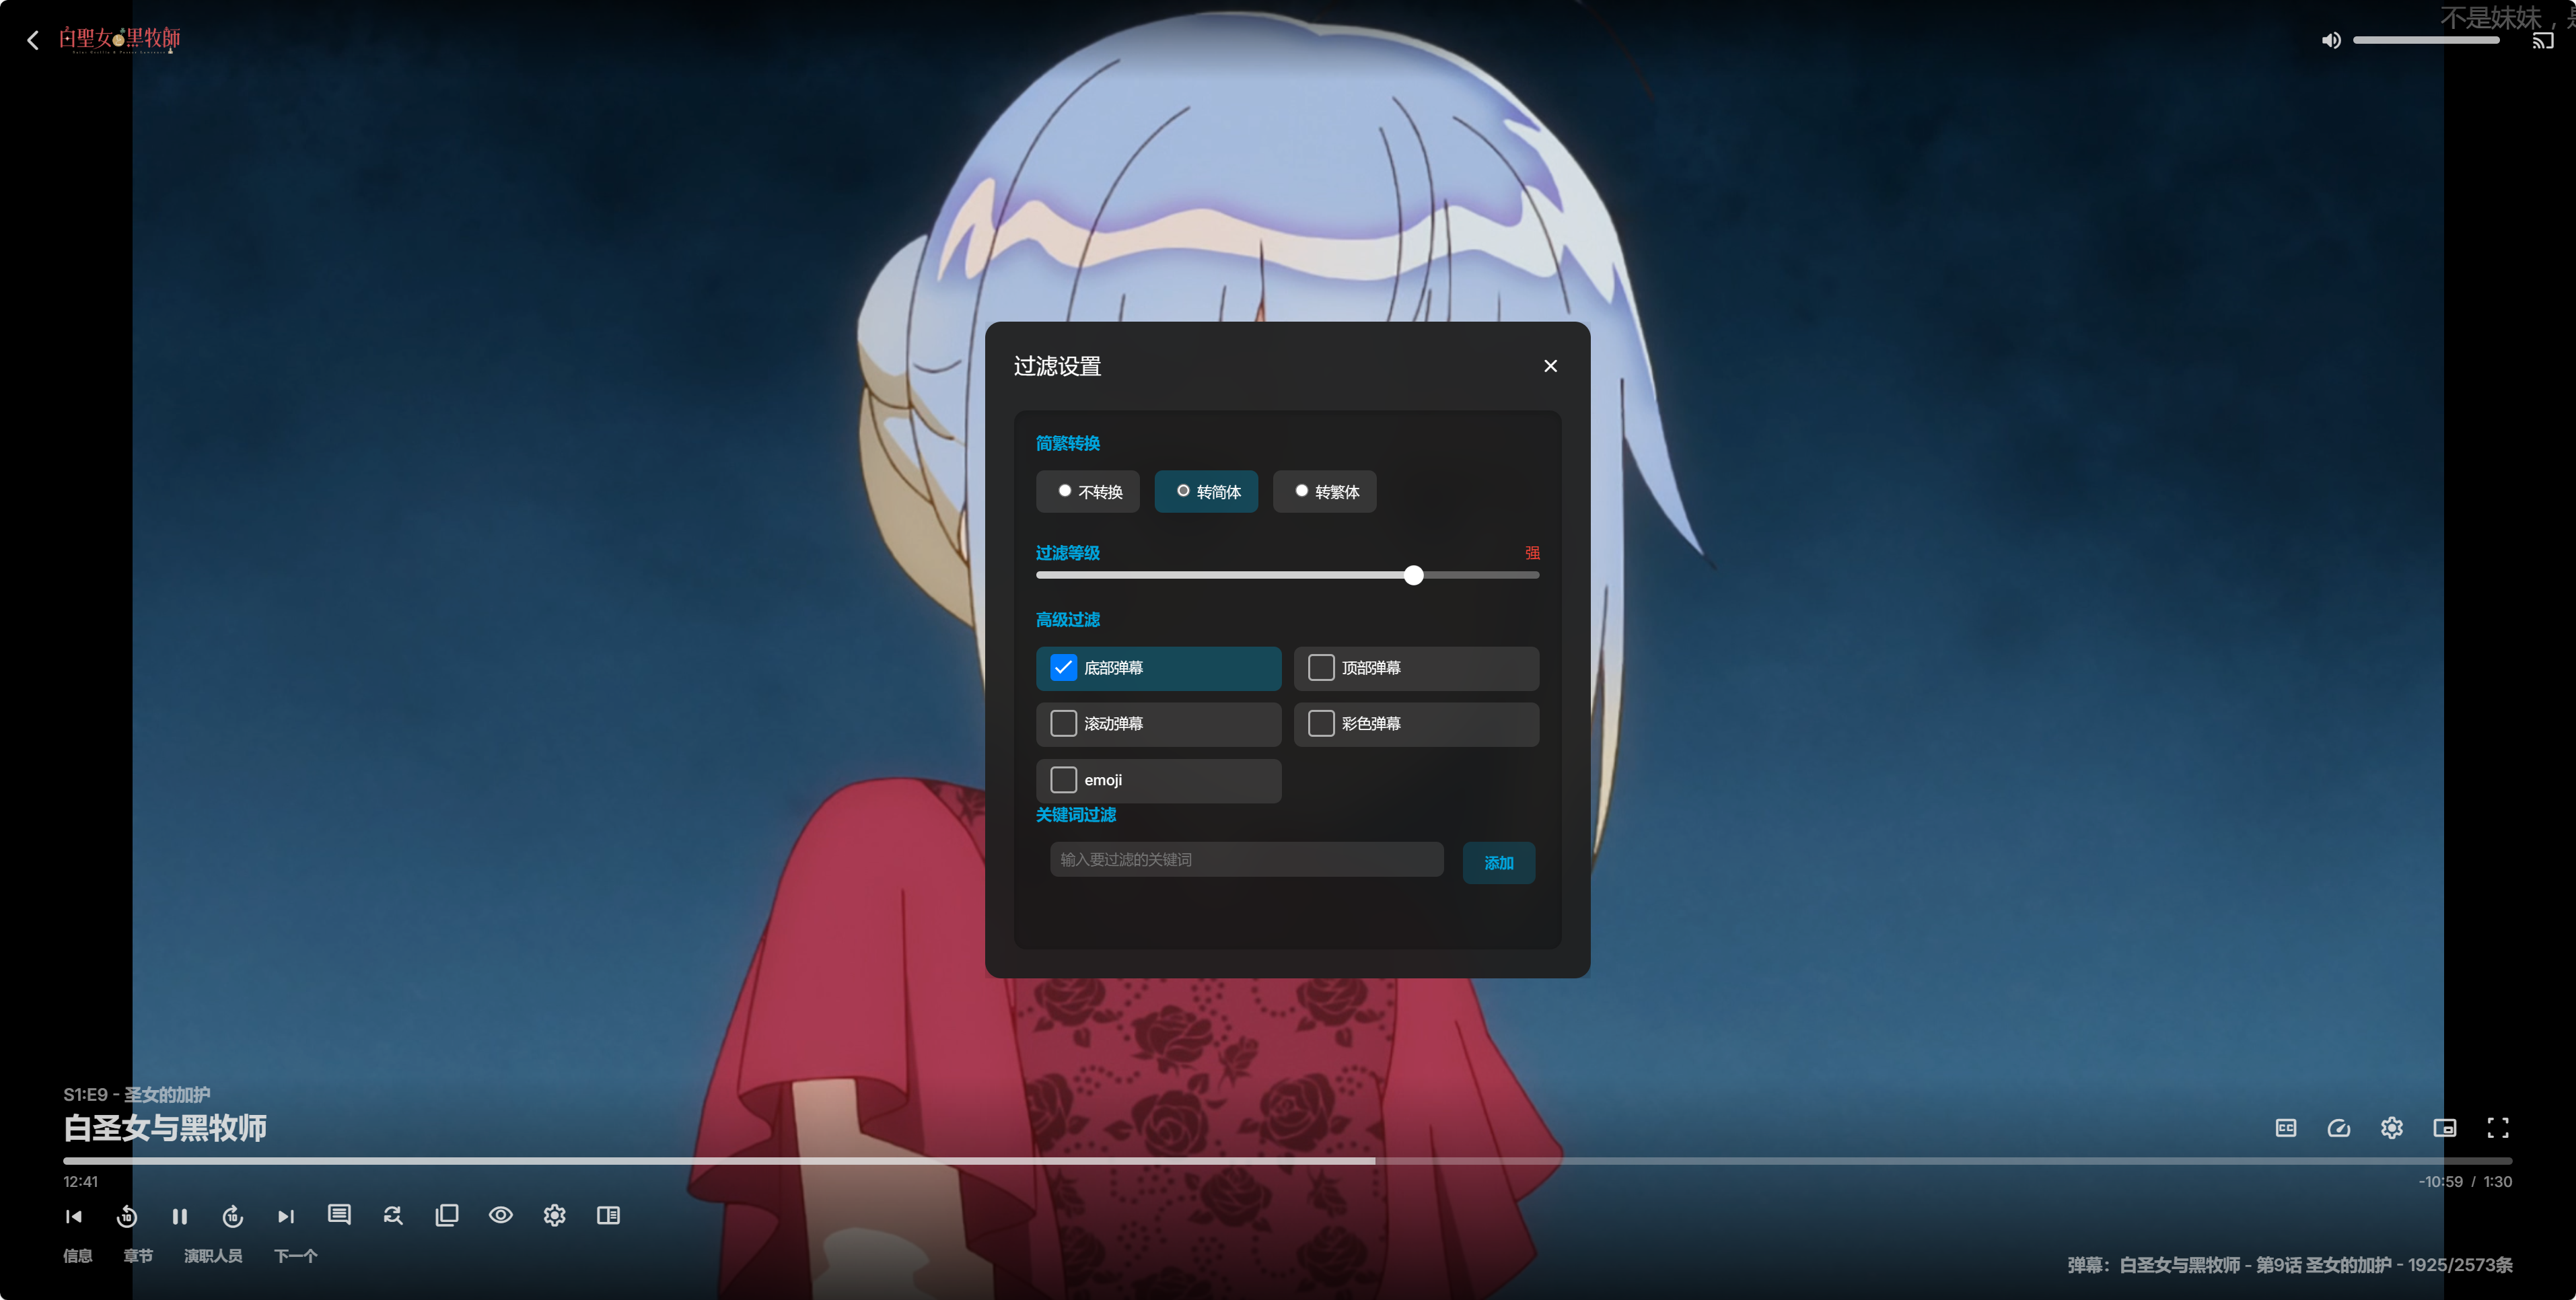 白聖女 黒牧師
不是妹妹，是
过滤设置
简繁转换
不转换 转简体 转繁体
过滤等级 强
高级过滤
底部弹幕 顶部弹幕
滚动弹幕 彩色弹幕
emoji
关键词过滤
输入要过滤的关键词 添加
S1:E9 - 圣女的加护
白圣女与黑牧师
CC
12:41 -10:59 / 1:30
10 10
信息 章节 演职人员 下一个
弹幕：白圣女与黑牧师 - 第9话 圣女的加护 - 1925/2573条